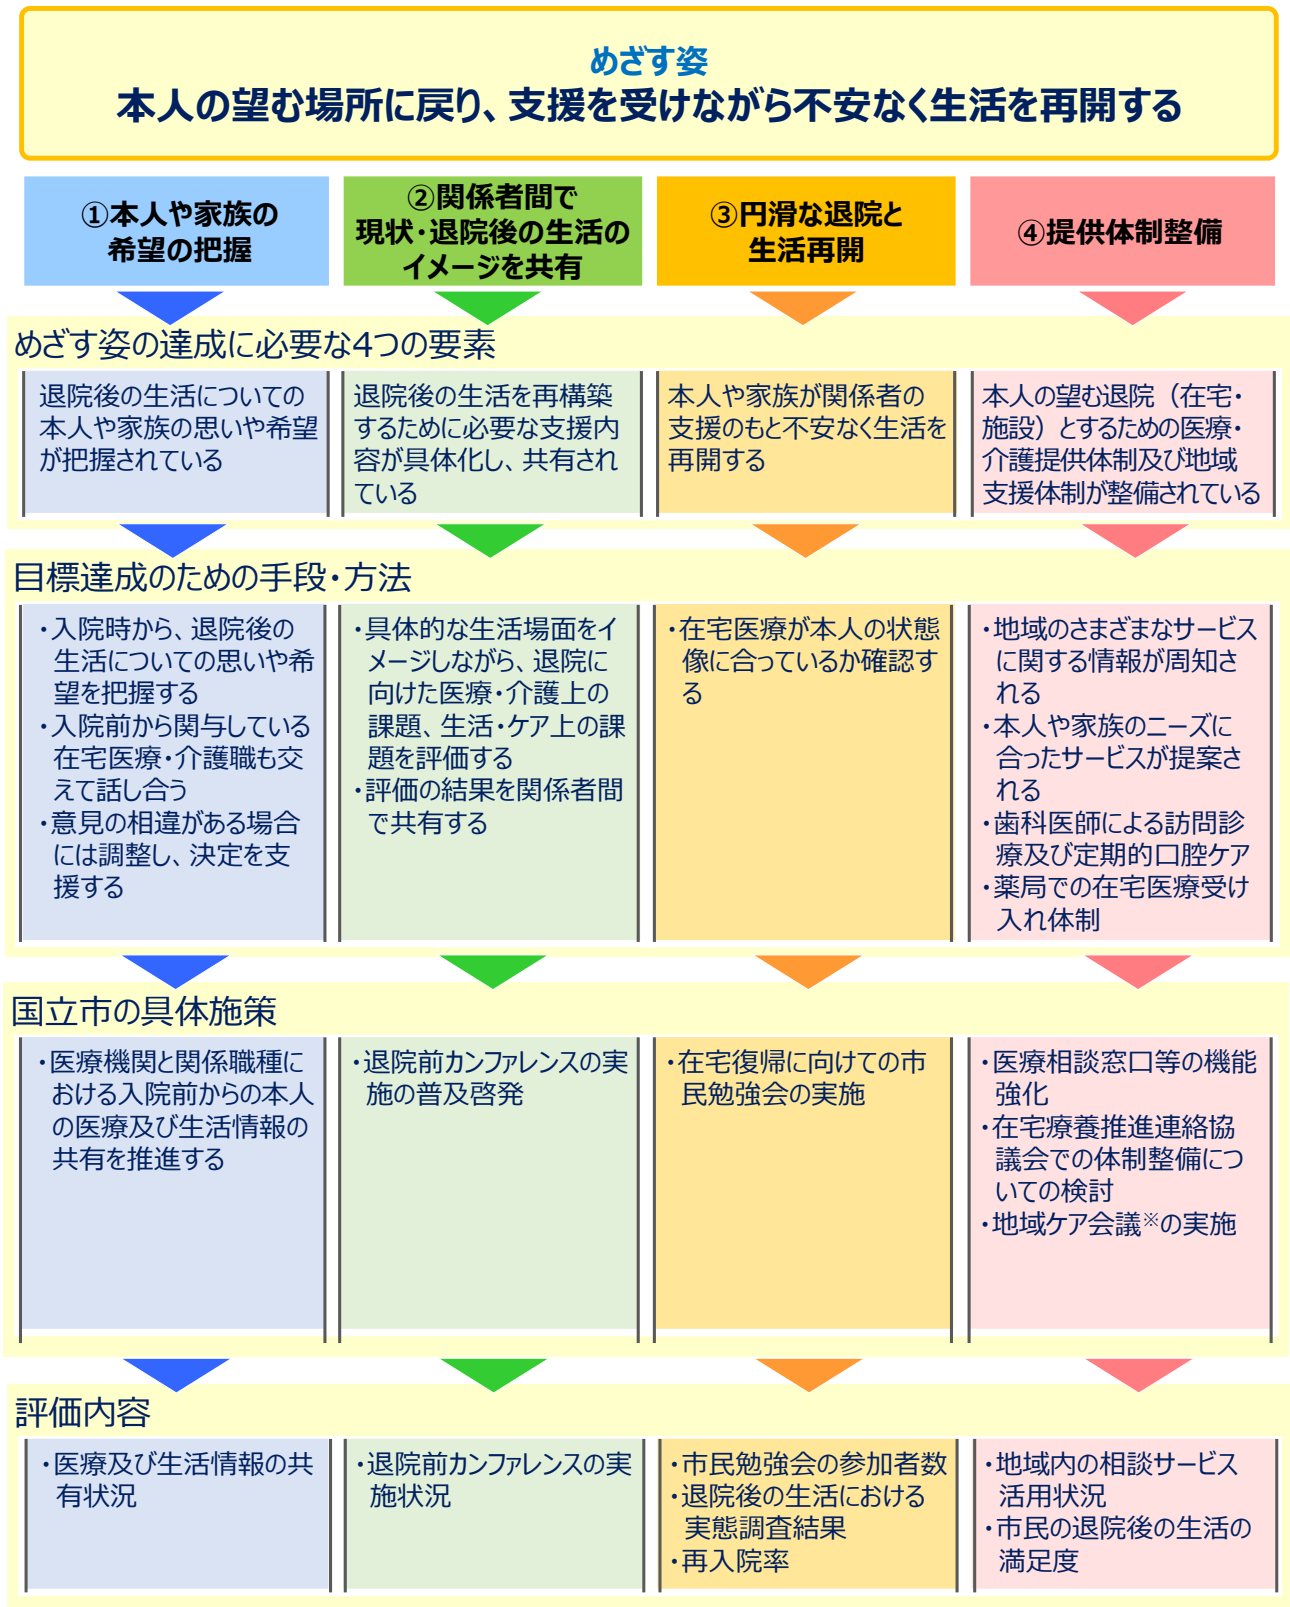 めざす姿
本人の望む場所に戻り、支援を受けながら不安なく生活を再開する
①本人や家族の
希望の把握
②関係者間で
現状・退院後の生活の
イメージを共有
③円滑な退院と
生活再開
④提供体制整備
めざす姿の達成に必要な4つの要素
退院後の生活についての
本人や家族の思いや希望
が把握されている
退院後の生活を再構築
するために必要な支援内
容が具体化し、共有され
ている
本人や家族が関係者の
支援のもと不安なく生活を
再開する
本人の望む退院（在宅・
施設）とするための医療・
介護提供体制及び地域
支援体制が整備されている
目標達成のための手段・方法
・入院時から、退院後の
生活についての思いや希
望を把握する
・入院前から関与している
在宅医療・介護職も交
えて話し合う
・意見の相違がある場合
には調整し、決定を支
援する
・具体的な生活場面をイ
メージしながら、退院に
向けた医療・介護上の
課題、生活・ケア上の課
題を評価する
・評価の結果を関係者間
で共有する
・在宅医療が本人の状態
像に合っているか確認す
る
・地域のさまざまなサービス
に関する情報が周知さ
れる
・本人や家族のニーズに
合ったサービスが提案さ
れる
・歯科医師による訪問診
療及び定期的口腔ケア
・薬局での在宅医療受け
入れ体制
国立市の具体施策
・医療機関と関係職種に
おける入院前からの本人
の医療及び生活情報の
共有を推進する
・退院前カンファレンスの実
施の普及啓発
・在宅復帰に向けての市
民勉強会の実施
・医療相談窓口等の機能
強化
・在宅療養推進連絡協
議会での体制整備につ
いての検討
・地域ケア会議※の実施
評価内容
・医療及び生活情報の共
有状況
・退院前カンファレンスの実
施状況
・市民勉強会の参加者数
・退院後の生活における
実態調査結果
・再入院率
・地域内の相談サービス
活用状況
・市民の退院後の生活の
満足度